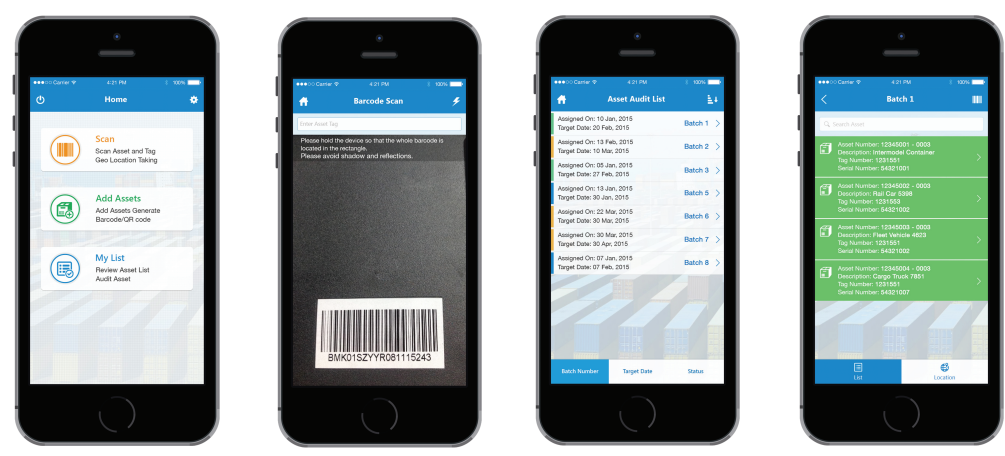 Carrier 4:21 PM 100%
Home
Scan
Scan Asset and Tag
Geo Location Taking
Add Assets
Add Assets Generate
Barcode/QR code
My List
Review Asset List
Audit Asset
Carrier 4:21 PM 100%
Barcode Scan
Enter Asset Tag
Please hold the device so that the whole barcode is
located in the rectangle.
Please avoid shadow and reflections.
BMK01SZYYR081115243
Carrier 4:21 PM 100%
Asset Audit List
Assigned On: 10 Jan, 2015
Target Date: 20 Feb, 2015
Batch 1
Assigned On: 13 Feb, 2015
Target Date: 10 Mar, 2015
Batch 2
Assigned On: 05 Jan, 2015
Target Date: 27 Feb, 2015
Batch 3
Assigned On: 13 Jan, 2015
Target Date: 30 Jan, 2015
Batch 5
Assigned On: 22 Mar, 2015
Target Date: 30 Mar, 2015
Batch 6
Assigned On: 30 Mar, 2015
Target Date: 30 Apr, 2015
Batch 7
Assigned On: 07 Jan, 2015
Target Date: 07 Feb, 2015
Batch 8
Batch Number Target Date Status
Carrier 4:21 PM 100%
Batch 1
Search Asset
Asset Number: 12345001 - 0003
Description: Intermodel Container
Tag Number: 1231551
Serial Number: 54321001
Asset Number: 12345002 - 0003
Description: Rail Car 5398
Tag Number: 1231553
Serial Number: 54321002
Asset Number: 12345003 - 0003
Description: Fleet Vehicle 4623
Tag Number: 1231551
Serial Number: 54321002
Asset Number: 12345004 - 0003
Description: Cargo Truck 7851
Tag Number: 1231551
Serial Number: 54321007
List Location